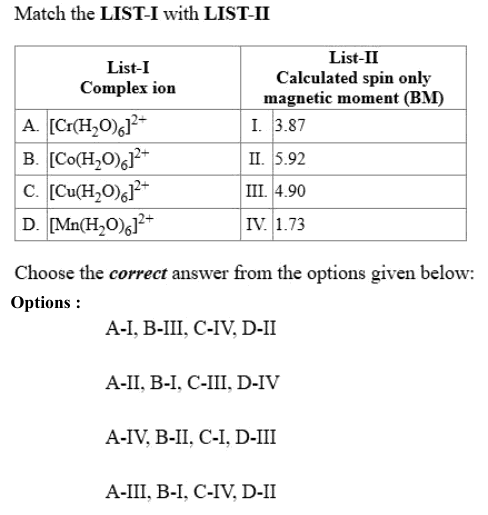 Match the LIST-I with LIST-II
List-I
Complex ion
List-II
Calculated spin only
magnetic moment (BM)
A. [Cr(H₂O)₆]²⁺ I. 3.87
B. [Co(H₂O)₆]²⁺ II. 5.92
C. [Cu(H₂O)₆]²⁺ III. 4.90
D. [Mn(H₂O)₆]²⁺ IV. 1.73
Choose the correct answer from the options given below:
Options :
A-I, B-III, C-IV, D-II
A-II, B-I, C-III, D-IV
A-IV, B-II, C-I, D-III
A-III, B-I, C-IV, D-II